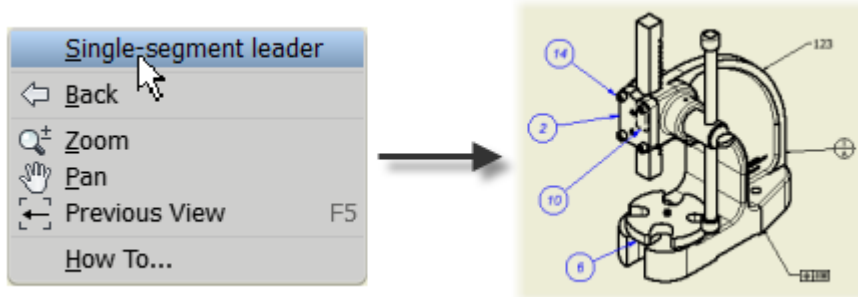 Single-segment leader
Back
Zoom
Pan
Previous View F5
How To...
14
123
2
10
6